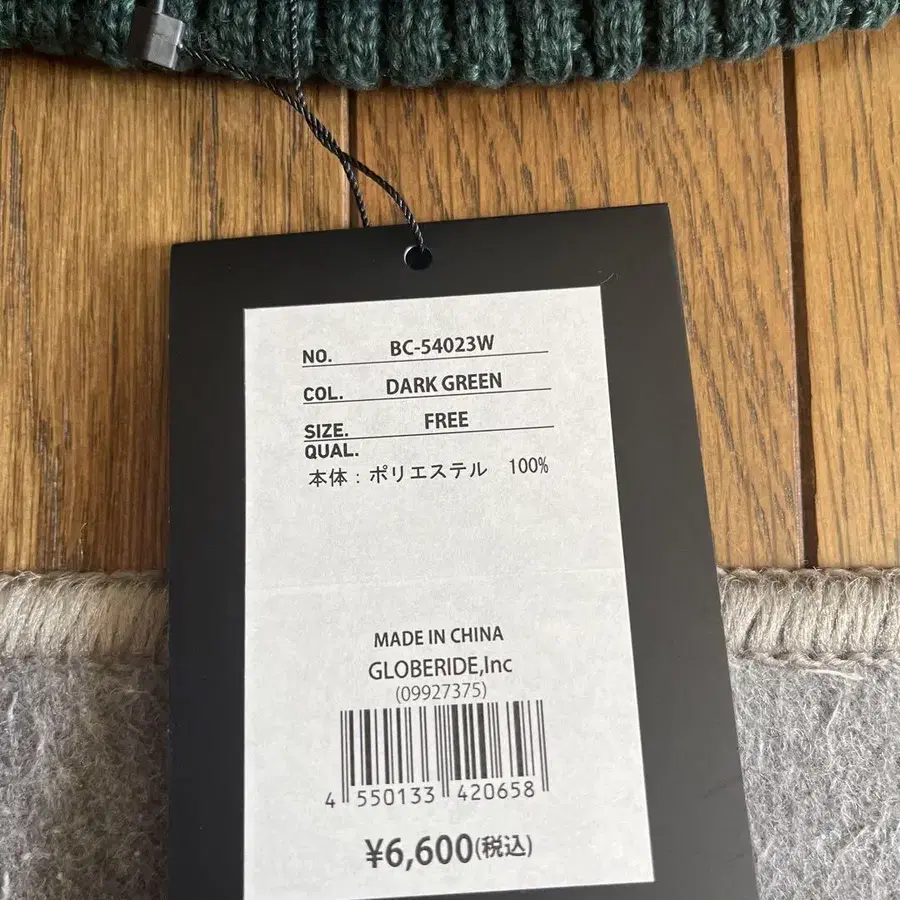 NO. BC-54023W
COL. DARK GREEN
SIZE. FREE
QUAL.
本体：ポリエステル 100%
MADE IN CHINA
GLOBERIDE,Inc
(09927375)
4 550133 420658
¥6,600(税込)